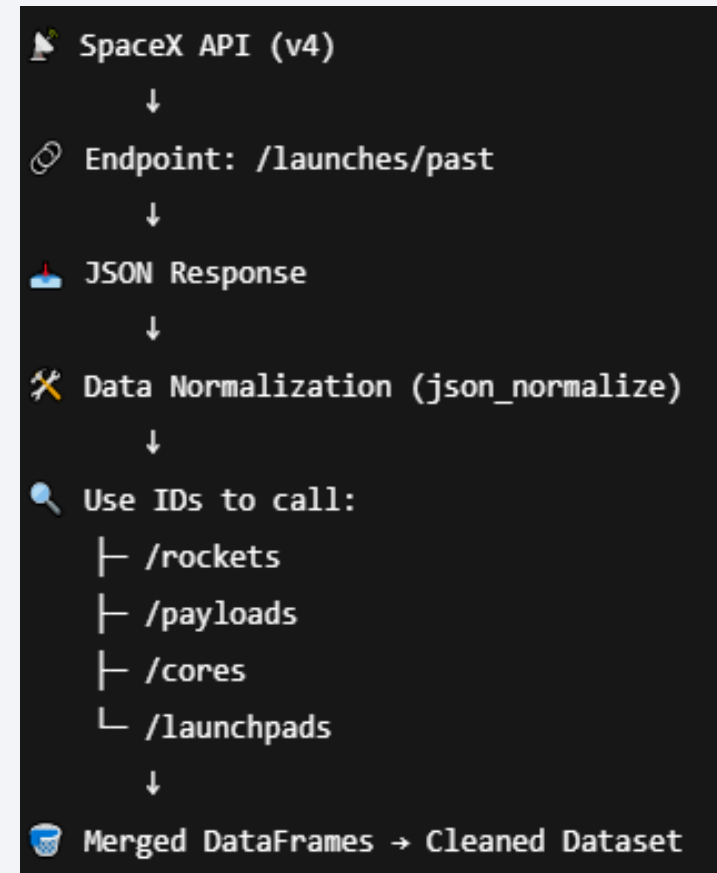 📡 SpaceX API (v4)
↓
🔗 Endpoint: /launches/past
↓
📥 JSON Response
↓
🛠️ Data Normalization (json_normalize)
↓
🔍 Use IDs to call:
├─ /rockets
├─ /payloads
├─ /cores
└─ /launchpads
↓
🗑️ Merged DataFrames → Cleaned Dataset